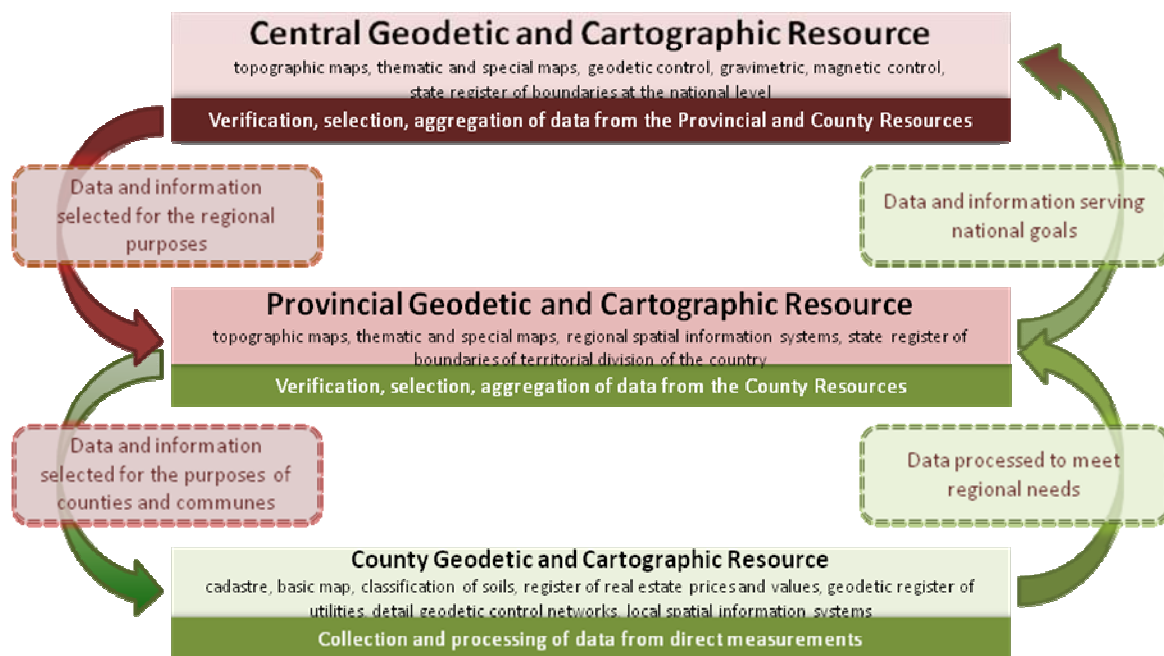 Central Geodetic and Cartographic Resource
topographic maps, thematic and special maps, geodetic control, gravimetric, magnetic control,
state register of boundaries at the national level
Verification, selection, aggregation of data from the Provincial and County Resources
Data and information
selected for the regional
purposes
Data and information serving
national goals
Provincial Geodetic and Cartographic Resource
topographic maps, thematic and special maps, regional spatial information systems, state register of
boundaries of territorial division of the country
Verification, selection, aggregation of data from the County Resources
Data and information
selected for the purposes of
counties and communes
Data processed to meet
regional needs
County Geodetic and Cartographic Resource
cadastre, basic map, classification of soils, register of real estate prices and values, geodetic register of
utilities, detail geodetic control networks, local spatial information systems
Collection and processing of data from direct measurements